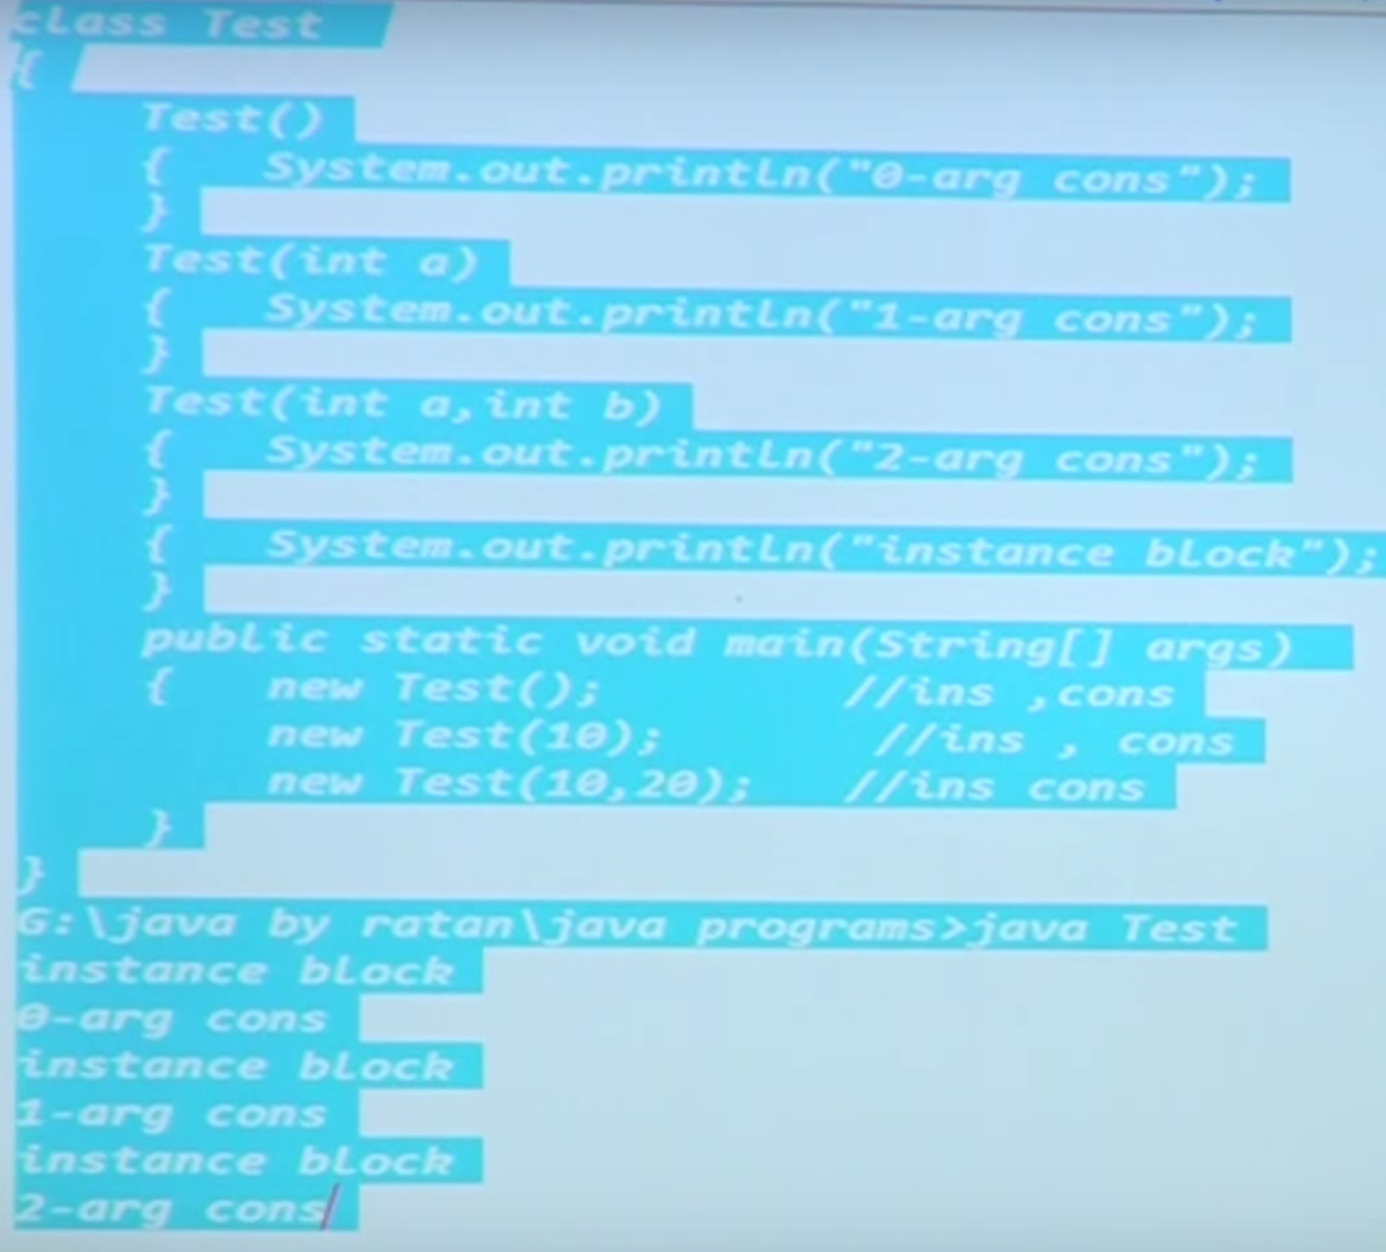 class Test
{
Test()
{ System.out.println("0-arg cons");
}
Test(int a)
{ System.out.println("1-arg cons");
}
Test(int a,int b)
{ System.out.println("2-arg cons");
}
{ System.out.println("instance block");
}
public static void main(String[] args)
{ new Test(); //ins ,cons
new Test(10); //ins , cons
new Test(10,20); //ins cons
}
}
G:\java by ratan\java programs>java Test
instance block
0-arg cons
instance block
1-arg cons
instance block
2-arg cons